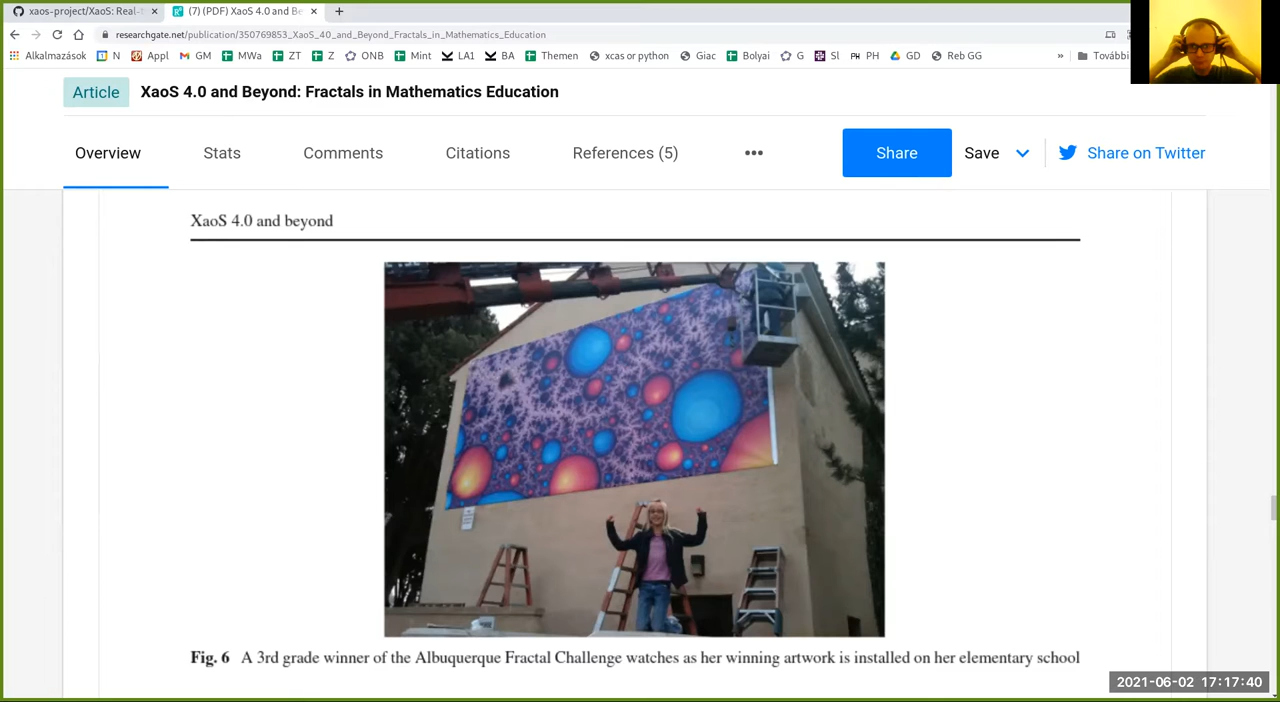 xaos-project/XaoS: Real-t
(7) (PDF) XaoS 4.0 and Be
researchgate.net/publication/350769853_XaoS_40_and_Beyond_Fractals_in_Mathematics_Education
Alkalmazások N Appl GM MWa ZT Z ONB Mint LA1 BA Themen xcas or python Giac Bolyai G Sl PH PH GD Reb GG » További
Article XaoS 4.0 and Beyond: Fractals in Mathematics Education
Overview Stats Comments Citations References (5) ••• Share Save Share on Twitter
XaoS 4.0 and beyond
Fig. 6 A 3rd grade winner of the Albuquerque Fractal Challenge watches as her winning artwork is installed on her elementary school
2021-06-02 17:17:40